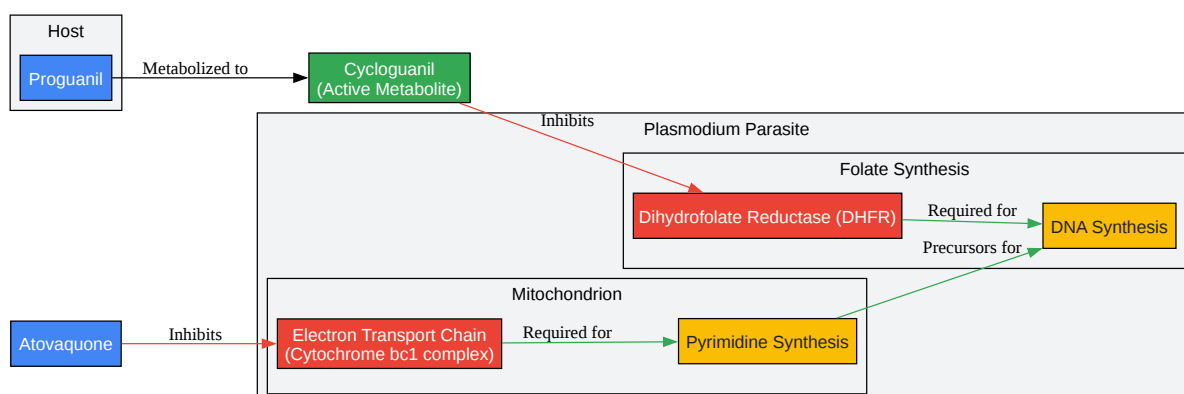 Host
Proguanil
Metabolized to
Cycloguanil
(Active Metabolite)
Inhibits
Plasmodium Parasite
Folate Synthesis
Dihydrofolate Reductase (DHFR)
Required for
DNA Synthesis
Precursors for
Mitochondrion
Atovaquone
Inhibits
Electron Transport Chain
(Cytochrome bc1 complex)
Required for
Pyrimidine Synthesis